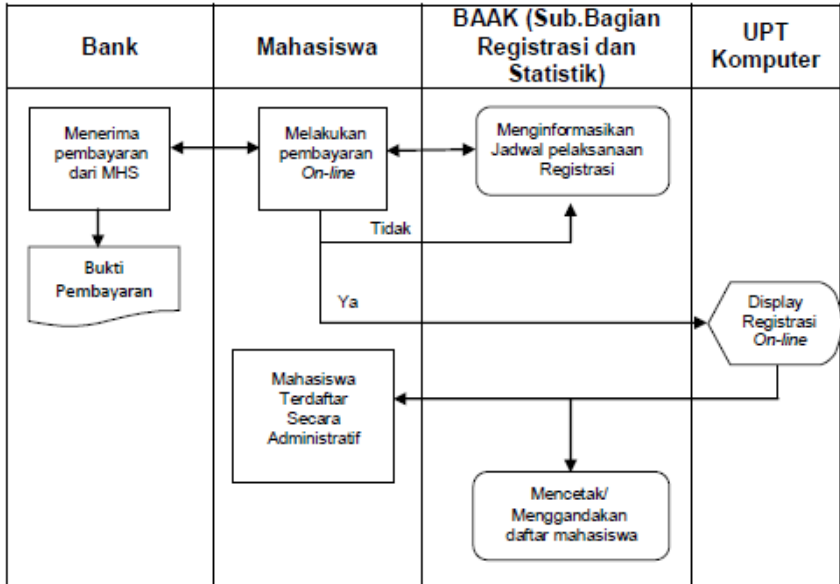 Bank
Mahasiswa
BAAK (Sub.Bagian
Registrasi dan
Statistik)
UPT
Komputer
Menerima
pembayaran
dari MHS
Melakukan
pembayaran
On-line
Menginformasikan
Jadwal pelaksanaan
Registrasi
Tidak
Bukti
Pembayaran
Ya
Display
Registrasi
On-line
Mahasiswa
Terdaftar
Secara
Administratif
Mencetak/
Menggandakan
daftar mahasiswa